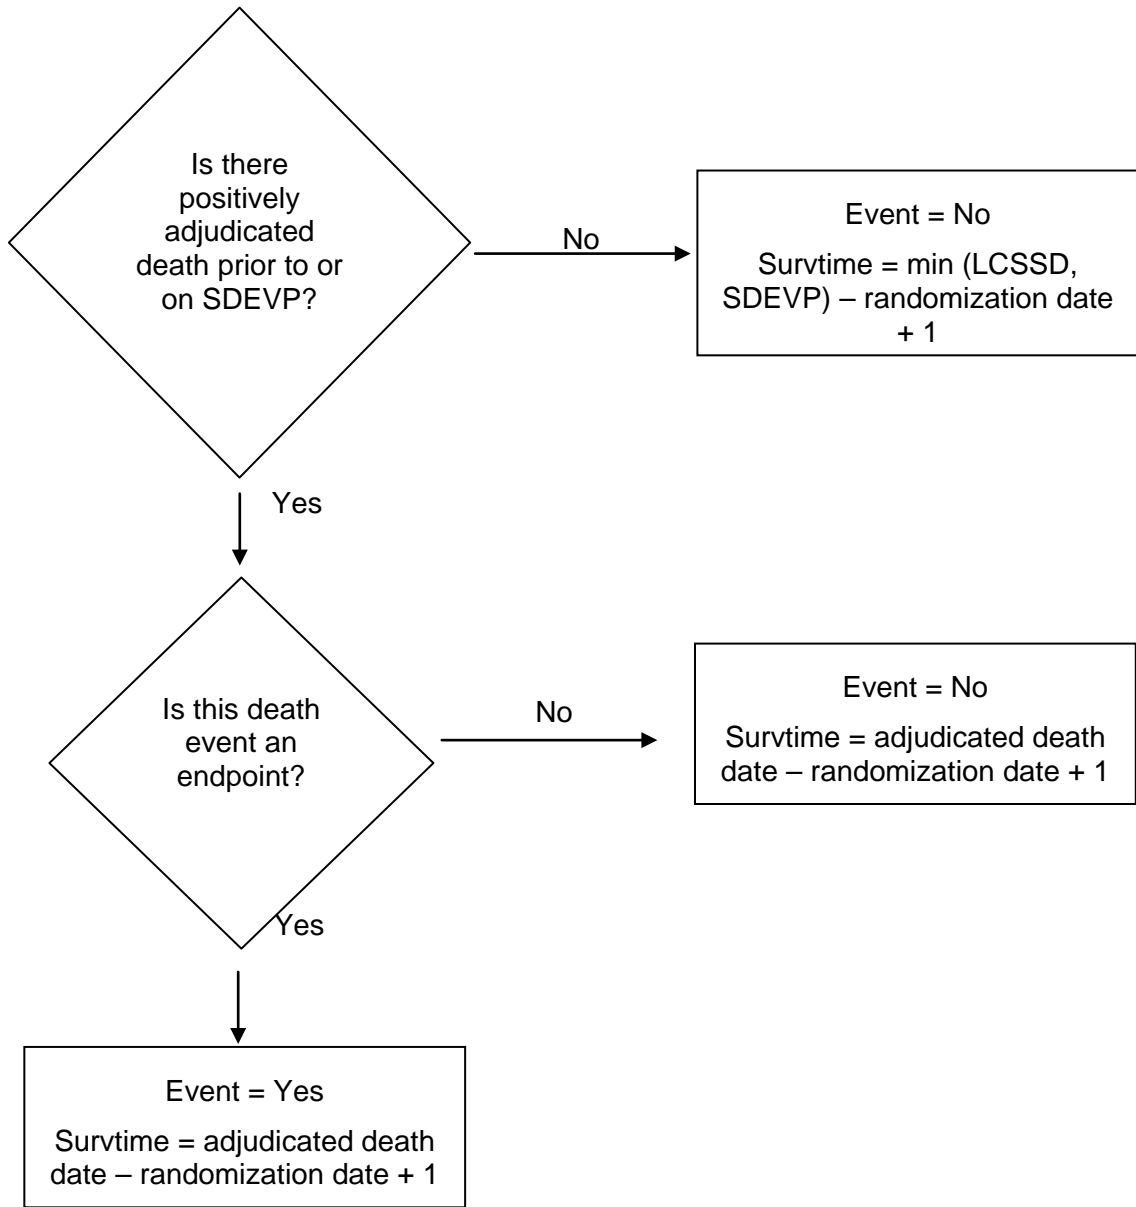 Is there
positively
adjudicated
death prior to or
on SDEVP?
No
Event = No
Survtime = min (LCSSD,
SDEVP) – randomization date
+ 1
Yes
Is this death
event an
endpoint?
No
Event = No
Survtime = adjudicated death
date – randomization date + 1
Yes
Event = Yes
Survtime = adjudicated death
date – randomization date + 1